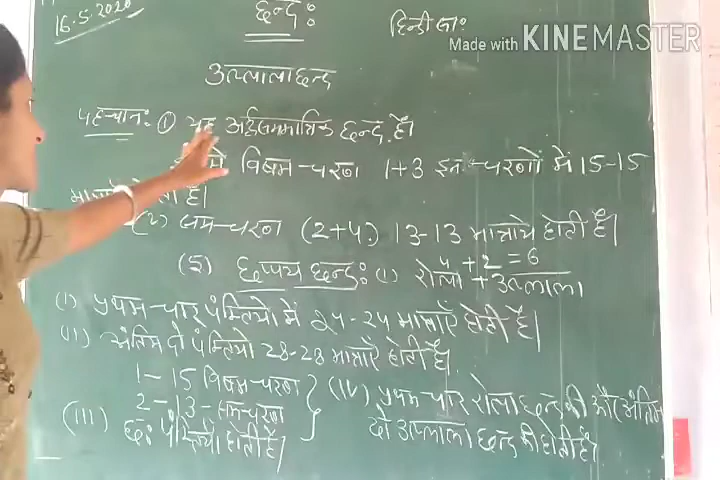 16.5.2020
छन्द:
हिन्दी
Made with KINEMASTER
उल्लालाछन्द
पहचान: ① यह अर्द्धसममात्रिक छन्द है।
में विषम-चरण 1+3 इन-चरणों में 15-15
है।
(2) सम-चरण (2+4) 13-13 मात्राये होती हैं।
4+2=6
छप्पय छन्द: (1) रोला + उल्लाला
(1) प्रथम-चार पंक्तियो में 24-24 मात्राएँ होती है।
(11) अंतिम दो पंक्तियो 28-28 मात्राएँ होती है।
1-15 विषम-चरण
2-13-सम-चरण
(III) छ: पंक्तियाँ होती है।
(IV) प्रथम-चार रोला छन्द की और अंतिम
दो उल्लाला छन्द की होती है।